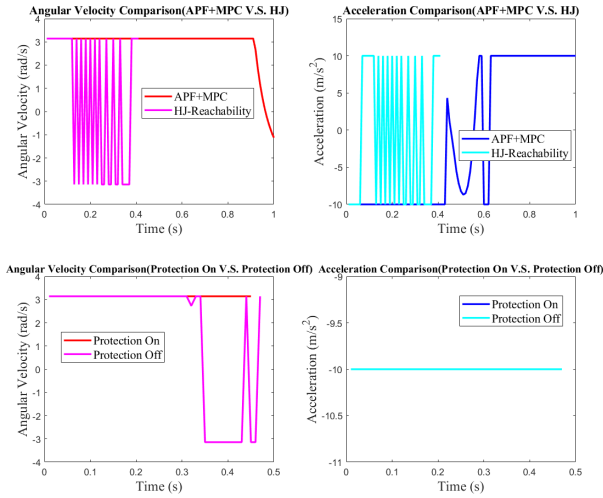 Angular Velocity Comparison(APF+MPC V.S. HJ)
Angular Velocity (rad/s)
4
3
2
1
0
-1
-2
-3
-4
APF+MPC
HJ-Reachability
0
0.2
0.4
0.6
0.8
1
Time (s)
Acceleration Comparison(APF+MPC V.S. HJ)
Acceleration (m/s²)
15
10
5
0
-5
-10
APF+MPC
HJ-Reachability
0
0.2
0.4
0.6
0.8
1
Time (s)
Angular Velocity Comparison(Protection On V.S. Protection Off)
Angular Velocity (rad/s)
4
3
2
1
0
-1
-2
-3
-4
Protection On
Protection Off
0
0.1
0.2
0.3
0.4
0.5
Time (s)
Acceleration Comparison(Protection On V.S. Protection Off)
Acceleration (m/s²)
-9
-9.5
-10
-10.5
-11
Protection On
Protection Off
0
0.1
0.2
0.3
0.4
0.5
Time (s)